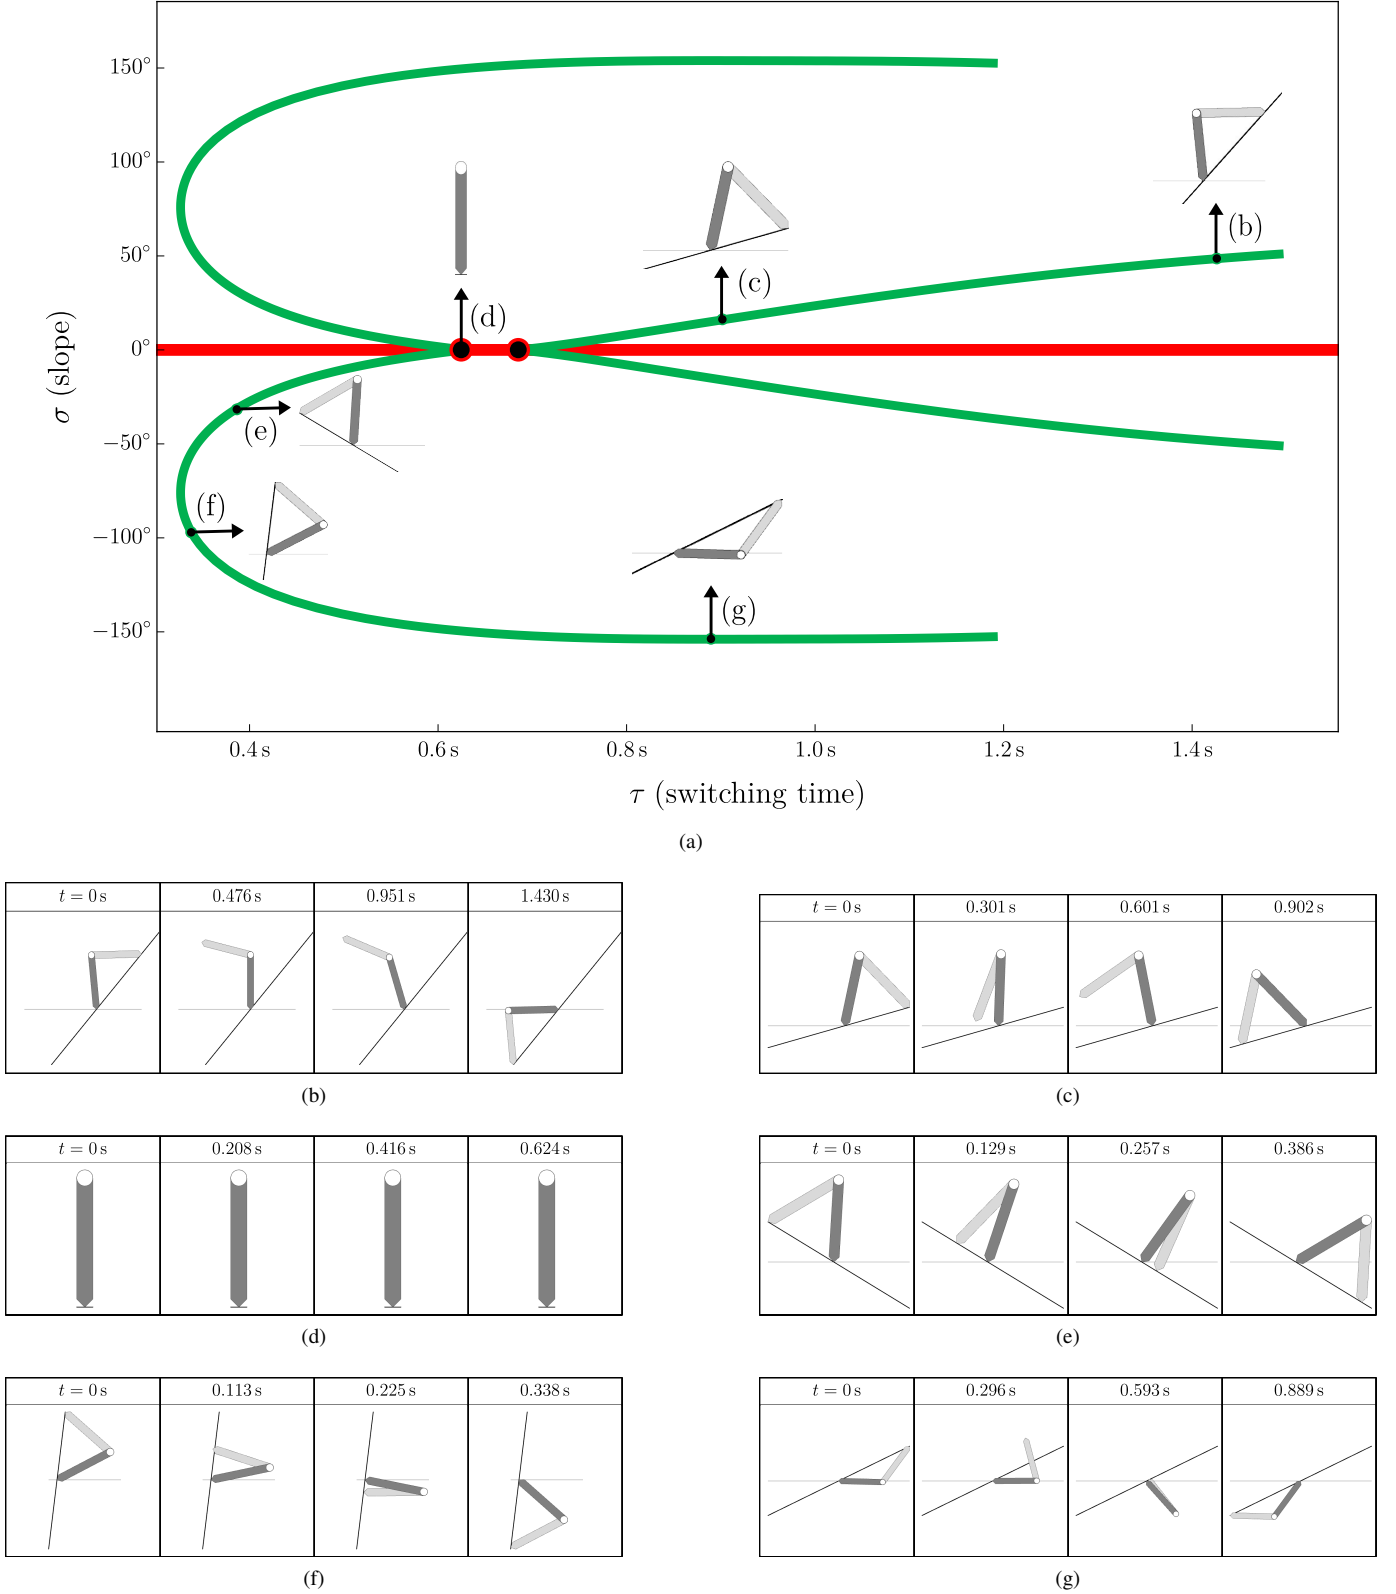 150°
100°
50°
0°
−50°
−100°
−150°
σ (slope)
(b)
(c)
(d)
(e)
(f)
(g)
0.4 s 0.6 s 0.8 s 1.0 s 1.2 s 1.4 s
τ (switching time)
(a)
t = 0 s 0.476 s 0.951 s 1.430 s
(b)
t = 0 s 0.301 s 0.601 s 0.902 s
(c)
t = 0 s 0.208 s 0.416 s 0.624 s
(d)
t = 0 s 0.129 s 0.257 s 0.386 s
(e)
t = 0 s 0.113 s 0.225 s 0.338 s
(f)
t = 0 s 0.296 s 0.593 s 0.889 s
(g)